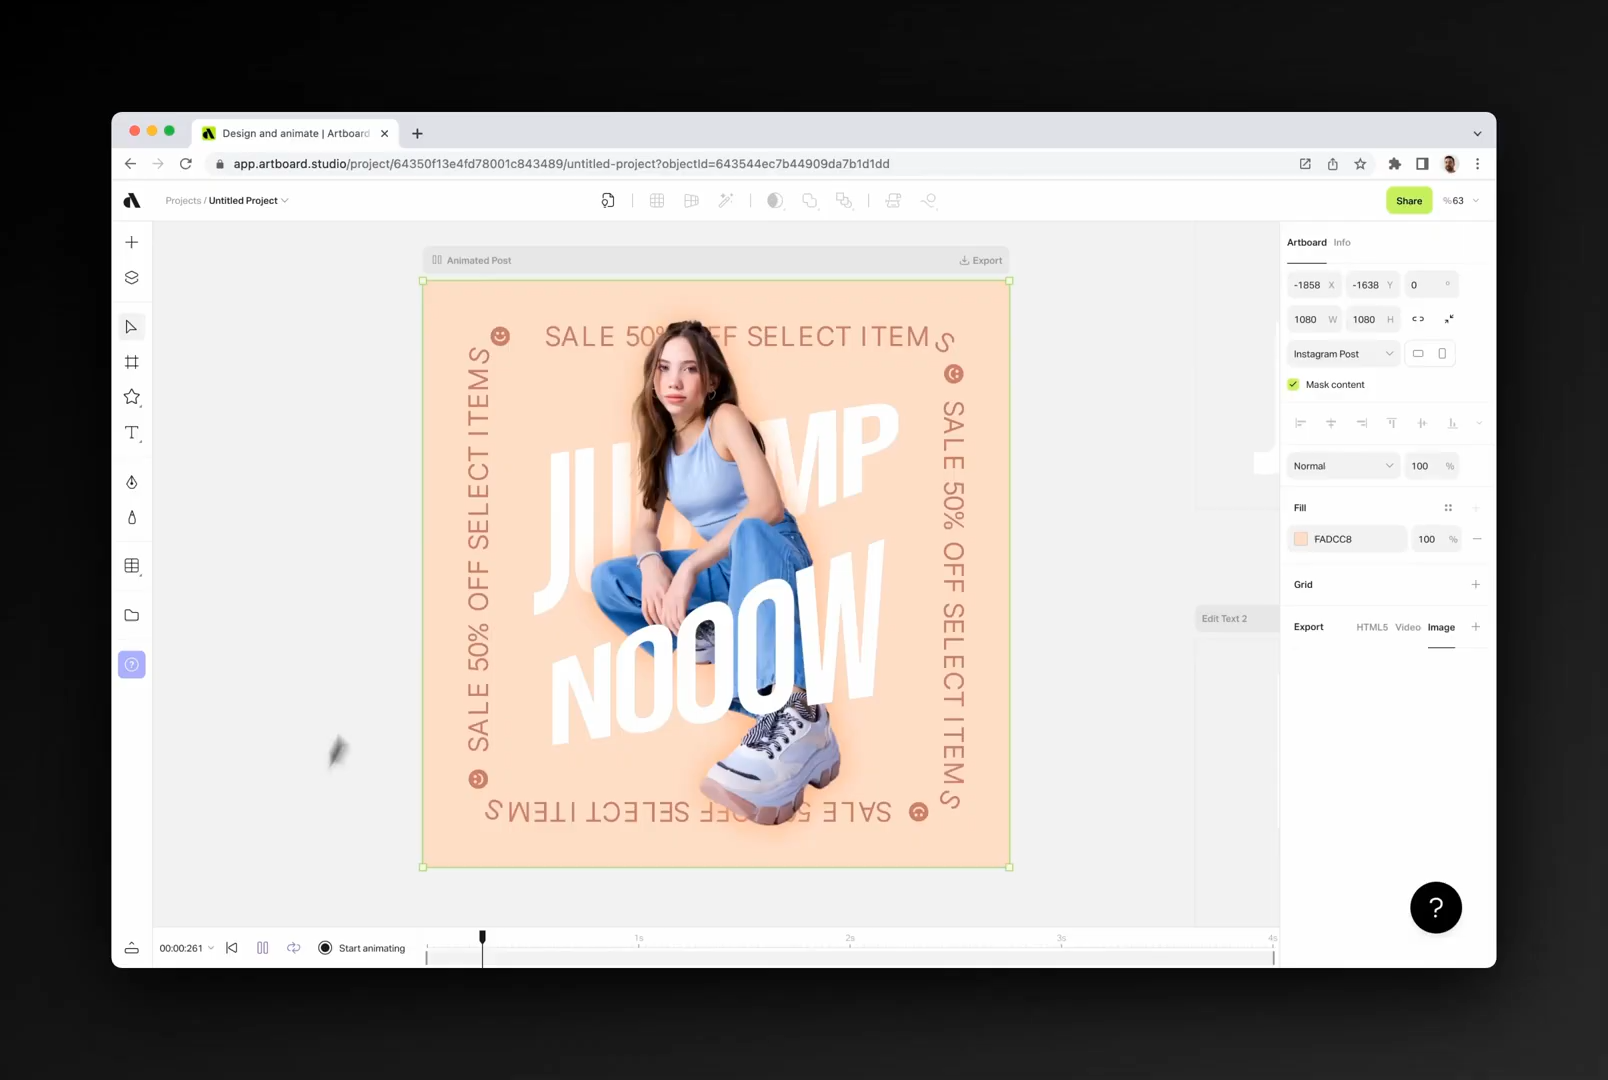 Design and animate | Artboard
app.artboard.studio/project/64350f13e4fd78001c843489/untitled-project?objectId=643544ec7b44909da7b1d1dd
Projects / Untitled Project
Share
%63
Animated Post
Export
SALE 50% OFF SELECT ITEMS
SALE 50% OFF SELECT ITEMS
SALE 50% OFF SELECT ITEMS
SALE 50% OFF SELECT ITEMS
NOOOW
Edit Text 2
Artboard Info
-1858 X -1638 Y 0 °
1080 W 1080 H
Instagram Post
Mask content
Normal 100 %
Fill
FADCC8 100 %
Grid
Export HTML5 Video Image
?
00:00:261
Start animating
1s 2s 3s 4s